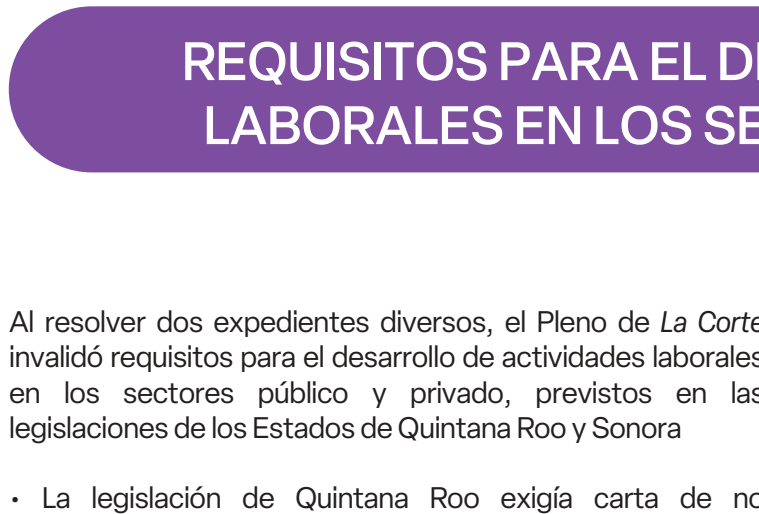 REQUISITOS PARA EL
LABORALES EN LOS
Al resolver dos expedientes diversos, el Pleno de La Corte
invalidó requisitos para el desarrollo de actividades laborales
en los sectores público y privado, previstos en las
legislaciones de los Estados de Quintana Roo y Sonora
• La legislación de Quintana Roo exigía carta de no